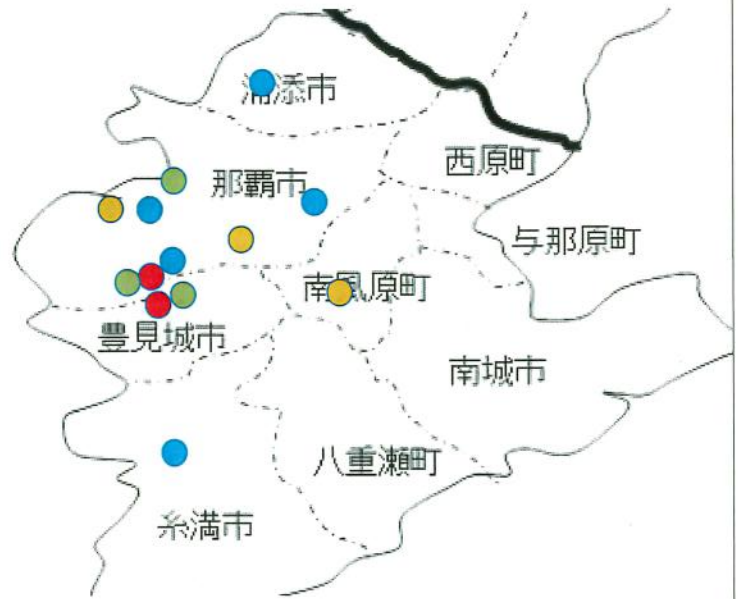 浦添市
西原町
那覇市
与那原町
南風原町
豊見城市
南城市
八重瀬町
糸満市